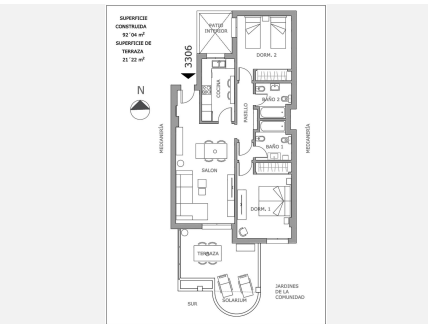 SUPERFICIE
CONSTRUIDA
92´04 m²
SUPERFICIE DE
TERRAZA
21´22 m²
3306
N
PATIO
INTERIOR
DORM. 2
COCINA
PASILLO
BAÑO 2
BAÑO 1
MEDIANERÍA
MEDIANERÍA
SALON
DORM. 1
TERRAZA
SOLARIUM
SUR
JARDINES
DE LA
COMUNIDAD